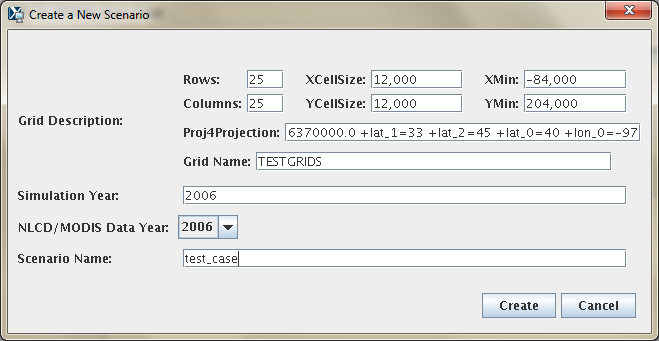 Create a New Scenario
Rows: 25 XCellSize: 12,000 XMin: -84,000
Columns: 25 YCellSize: 12,000 YMin: 204,000
Grid Description:
Proj4Projection: 6370000.0 +lat_1=33 +lat_2=45 +lat_0=40 +lon_0=-97
Grid Name: TESTGRIDS
Simulation Year: 2006
NLCD/MODIS Data Year: 2006
Scenario Name: test_case
Create Cancel